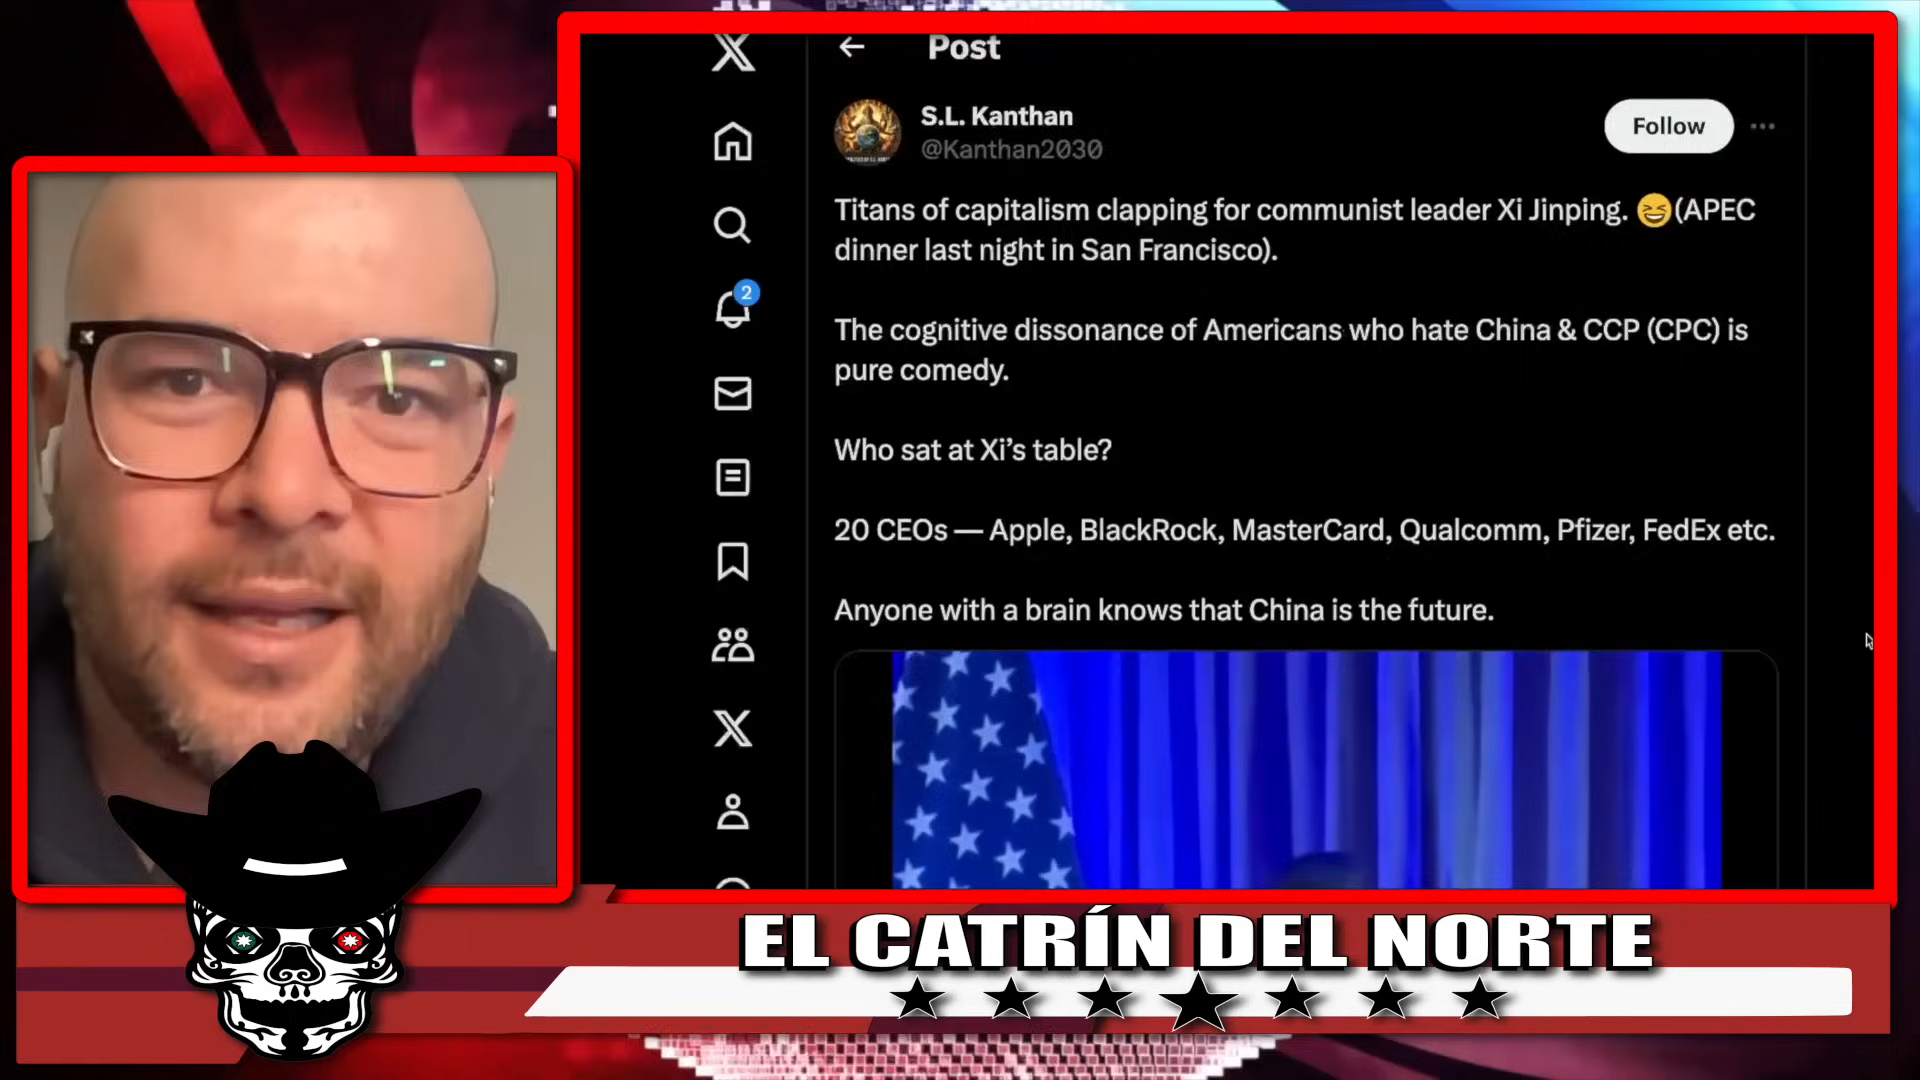 Post
S.L. Kanthan
@Kanthan2030
Follow
Titans of capitalism clapping for communist leader Xi Jinping. 😆(APEC
dinner last night in San Francisco).
The cognitive dissonance of Americans who hate China & CCP (CPC) is
pure comedy.
Who sat at Xi’s table?
20 CEOs — Apple, BlackRock, MasterCard, Qualcomm, Pfizer, FedEx etc.
Anyone with a brain knows that China is the future.
2
EL CATRÍN DEL NORTE